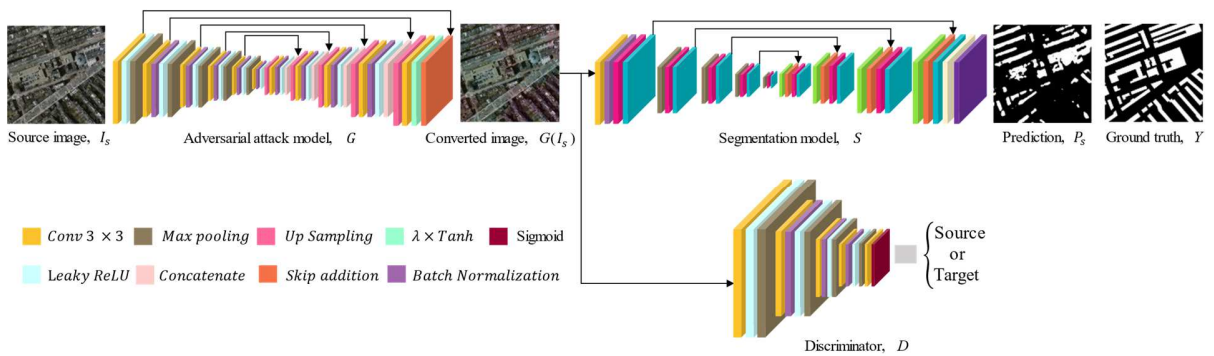 Source image, I_s
Adversarial attack model, G
Converted image, G(I_s)
Segmentation model, S
Prediction, P_s
Ground truth, Y
Conv 3 × 3
Max pooling
Up Sampling
λ × Tanh
Sigmoid
Leaky ReLU
Concatenate
Skip addition
Batch Normalization
Source
or
Target
Discriminator, D